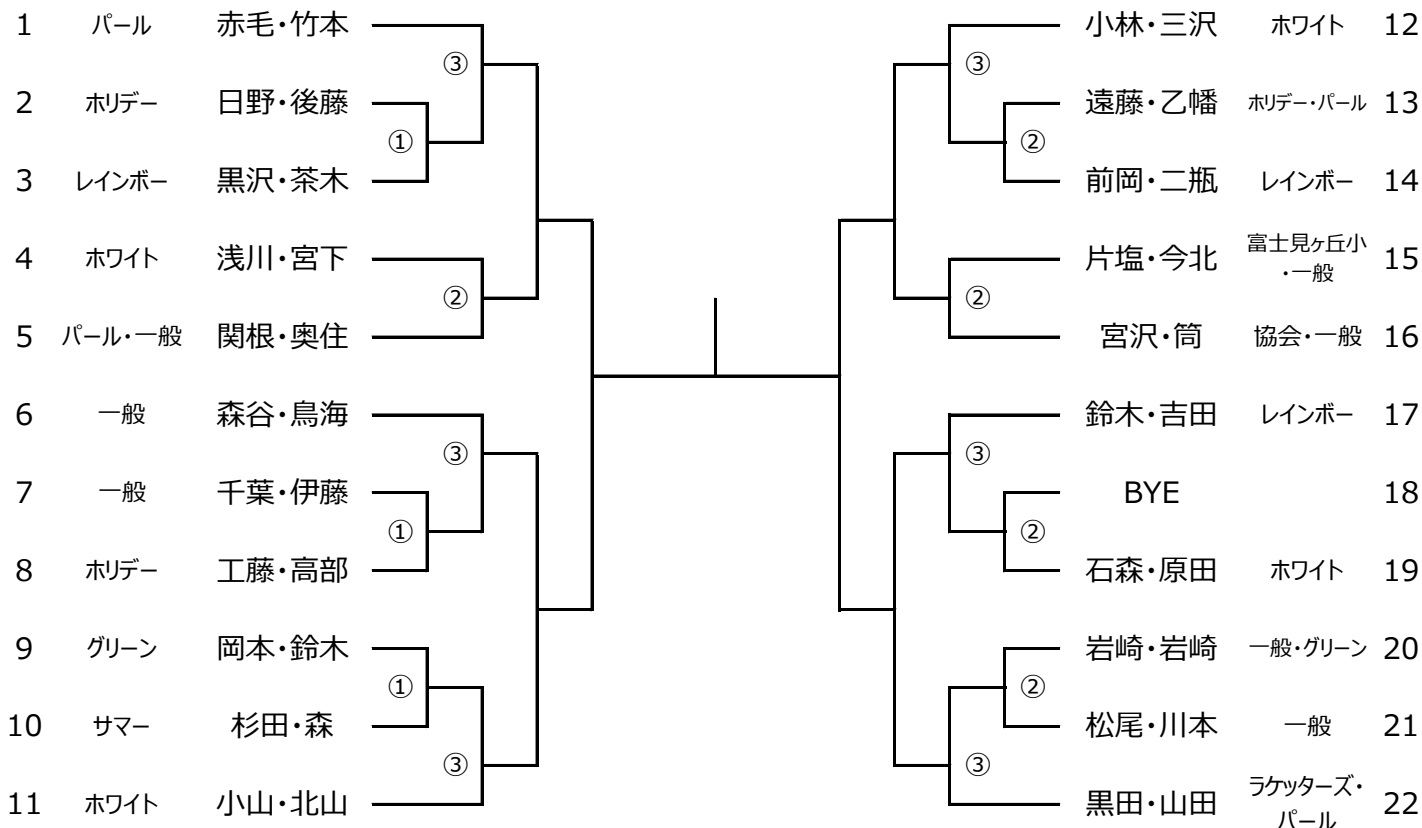 1 パール 赤毛・竹本
③
2 ホリデー 日野・後藤
①
3 レインボー 黒沢・茶木
4 ホワイト 浅川・宮下
②
5 パール・一般 関根・奥住
6 一般 森谷・鳥海
③
7 一般 千葉・伊藤
①
8 ホリデー 工藤・高部
9 グリーン 岡本・鈴木
①
10 サマー 杉田・森
③
11 ホワイト 小山・北山
小林・三沢 ホワイト 12
③
遠藤・乙幡 ホリデー・パール 13
②
前岡・二瓶 レインボー 14
片塩・今北 富士見ヶ丘小
・一般 15
②
宮沢・筒 協会・一般 16
鈴木・吉田 レインボー 17
③
BYE 18
②
石森・原田 ホワイト 19
岩崎・岩崎 一般・グリーン 20
②
松尾・川本 一般 21
③
黒田・山田 ラケッターズ・
パール 22